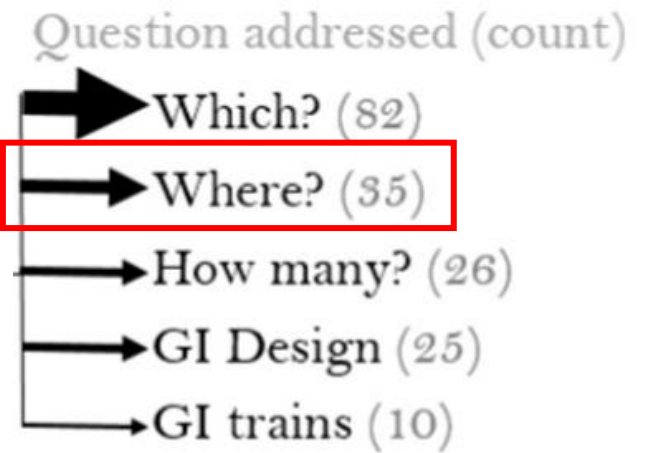 Question addressed (count)
Which? (82)
Where? (35)
How many? (26)
GI Design (25)
GI trains (10)